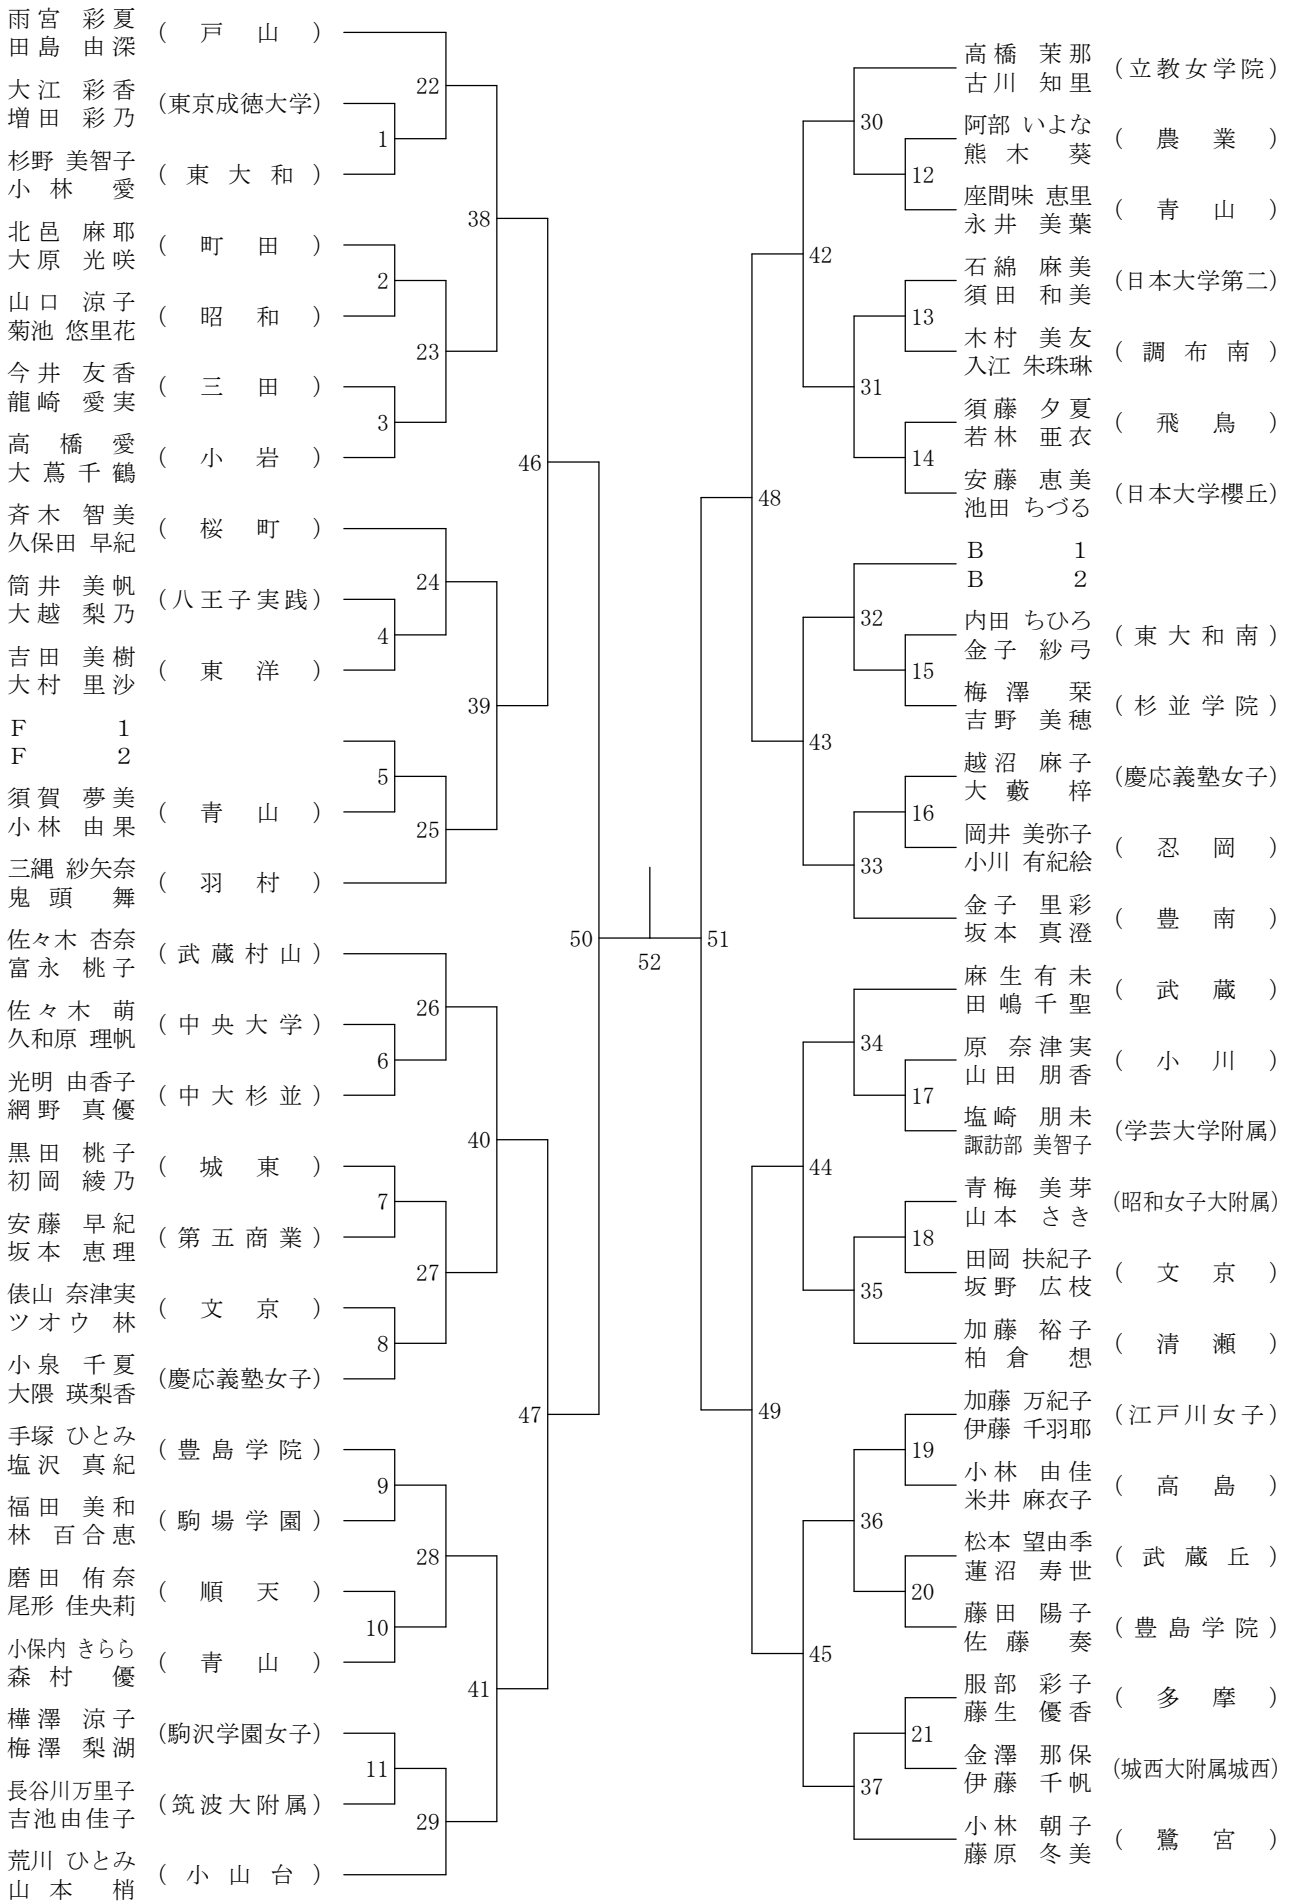 雨宮 彩夏
田島 由深
( 戸 山 )
大江 彩香
増田 彩乃
(東京成徳大学)
杉野 美智子
小林 愛
( 東 大 和 )
北邑 麻耶
大原 光咲
( 町 田 )
山口 涼子
菊池 悠里花
( 昭 和 )
今井 友香
龍崎 愛実
( 三 田 )
高橋 愛
大蔦 千鶴
( 小 岩 )
斉木 智美
久保田 早紀
( 桜 町 )
筒井 美帆
大越 梨乃
(八王子実践)
吉田 美樹
大村 里沙
( 東 洋 )
F 1
F 2
須賀 夢美
小林 由果
( 青 山 )
三縄 紗矢奈
鬼頭 舞
( 羽 村 )
佐々木 杏奈
富永 桃子
( 武蔵村山 )
佐々木 萌
久和原 理帆
( 中央大学 )
光明 由香子
網野 真優
( 中大杉並 )
黒田 桃子
初岡 綾乃
( 城 東 )
安藤 早紀
坂本 恵理
( 第五商業 )
俵山 奈津実
ツオウ 林
( 文 京 )
小泉 千夏
大隈 瑛梨香
(慶応義塾女子)
手塚 ひとみ
塩沢 真紀
( 豊島学院 )
福田 美和
林 百合恵
( 駒場学園 )
磨田 侑奈
尾形 佳央莉
( 順 天 )
小保内 きらら
森村 優
( 青 山 )
樺澤 涼子
梅澤 梨湖
(駒沢学園女子)
長谷川万里子
吉池由佳子
(筑波大附属)
荒川 ひとみ
山本 梢
( 小 山 台 )
1
2
3
4
5
6
7
8
9
10
11
22
23
24
25
26
27
28
29
38
39
40
41
46
47
50
52
51
48
49
42
43
44
45
30
31
32
33
34
35
36
37
12
13
14
15
16
17
18
19
20
21
高橋 茉那
古川 知里
(立教女学院)
阿部 いよな
熊木 葵
( 農 業 )
座間味 恵里
永井 美葉
( 青 山 )
石綿 麻美
須田 和美
(日本大学第二)
木村 美友
入江 朱珠琳
( 調 布 南 )
須藤 夕夏
若林 亜衣
( 飛 鳥 )
安藤 恵美
池田 ちづる
(日本大学櫻丘)
B 1
B 2
内田 ちひろ
金子 紗弓
( 東大和南 )
梅澤 栞
吉野 美穂
( 杉並学院 )
越沼 麻子
大藪 梓
(慶応義塾女子)
岡井 美弥子
小川 有紀絵
( 忍 岡 )
金子 里彩
坂本 真澄
( 豊 南 )
麻生 有未
田嶋 千聖
( 武 蔵 )
原 奈津実
山田 朋香
( 小 川 )
塩崎 朋未
諏訪部 美智子
(学芸大学附属)
青梅 美芽
山本 さき
(昭和女子大附属)
田岡 扶紀子
坂野 広枝
( 文 京 )
加藤 裕子
柏倉 想
( 清 瀬 )
加藤 万紀子
伊藤 千羽耶
(江戸川女子)
小林 由佳
米井 麻衣子
( 高 島 )
松本 望由季
蓮沼 寿世
( 武 蔵 丘 )
藤田 陽子
佐藤 奏
( 豊島学院 )
服部 彩子
藤生 優香
( 多 摩 )
金澤 那保
伊藤 千帆
(城西大附属城西)
小林 朝子
藤原 冬美
( 鷺 宮 )